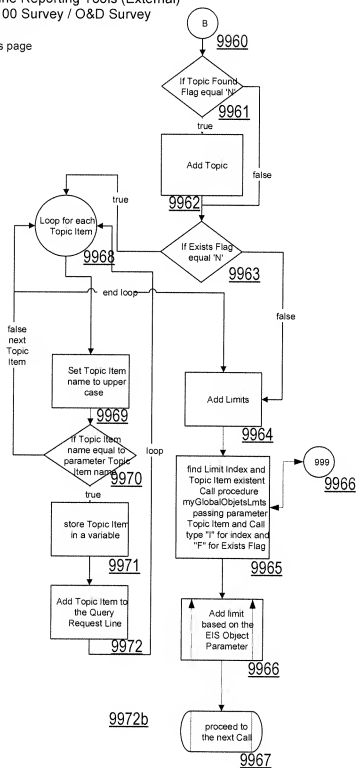 ine Reporting Tools (External)
00 Survey / O&D Survey
s page
B
9960
If Topic Found
Flag equal 'N'
9961
true
false
Add Topic
9962
true
Loop for each
Topic Item
9968
If Exists Flag
equal 'N'
9963
end loop
false
false
next
Topic
Item
Set Topic Item
name to upper
case
9969
Add Limits
9964
If Topic Item
name equal to
parameter Topic
Item name
9970
loop
true
find Limit Index and
Topic Item existent
Call procedure
myGlobalObjetsLmts
passing parameter
Topic Item and Call
type "I" for index and
"F" for Exists Flag
9965
999
9966
store Topic Item
in a variable
9971
Add Topic Item to
the Query
Request Line
9972
Add limit
based on the
EIS Object
Parameter
9966
9972b
proceed to
the next Call
9967